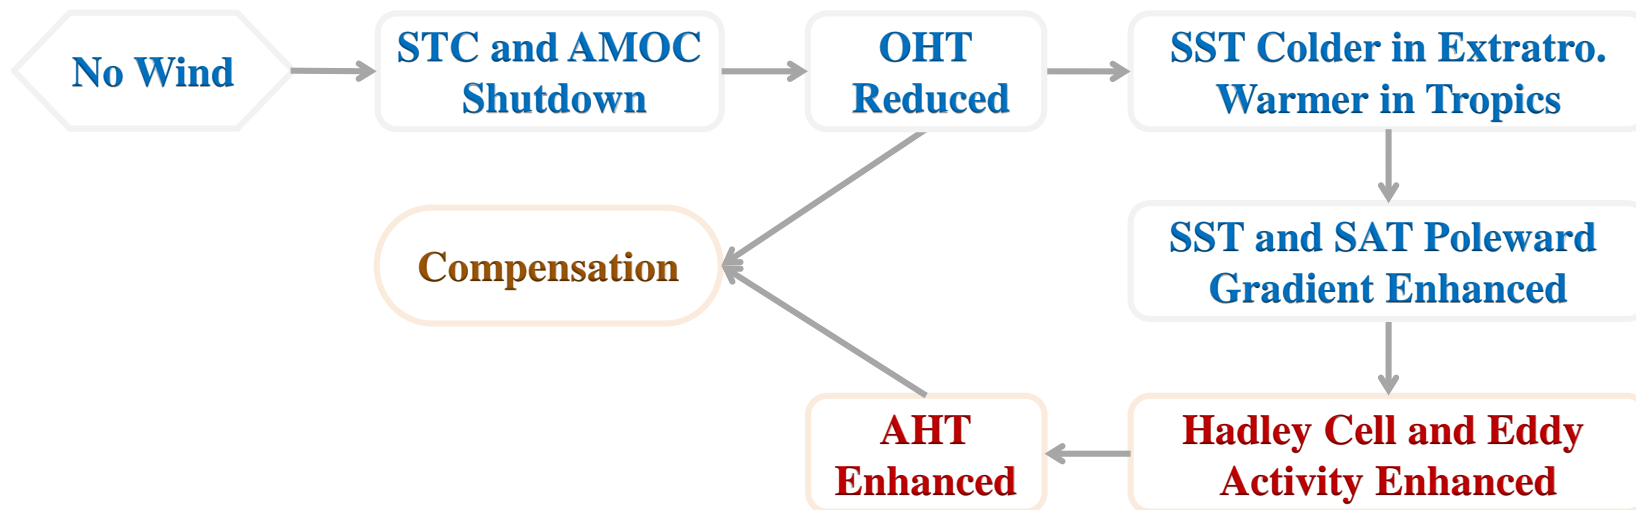 No Wind
STC and AMOC
Shutdown
OHT
Reduced
SST Colder in Extratro.
Warmer in Tropics
SST and SAT Poleward
Gradient Enhanced
Compensation
AHT
Enhanced
Hadley Cell and Eddy
Activity Enhanced